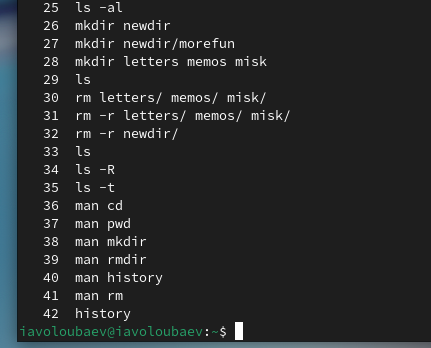 25 ls -al
26 mkdir newdir
27 mkdir newdir/morefun
28 mkdir letters memos misk
29 ls
30 rm letters/ memos/ misk/
31 rm -r letters/ memos/ misk/
32 rm -r newdir/
33 ls
34 ls -R
35 ls -t
36 man cd
37 man pwd
38 man mkdir
39 man rmdir
40 man history
41 man rm
42 history
iavoloubaev@iavoloubaev:~$